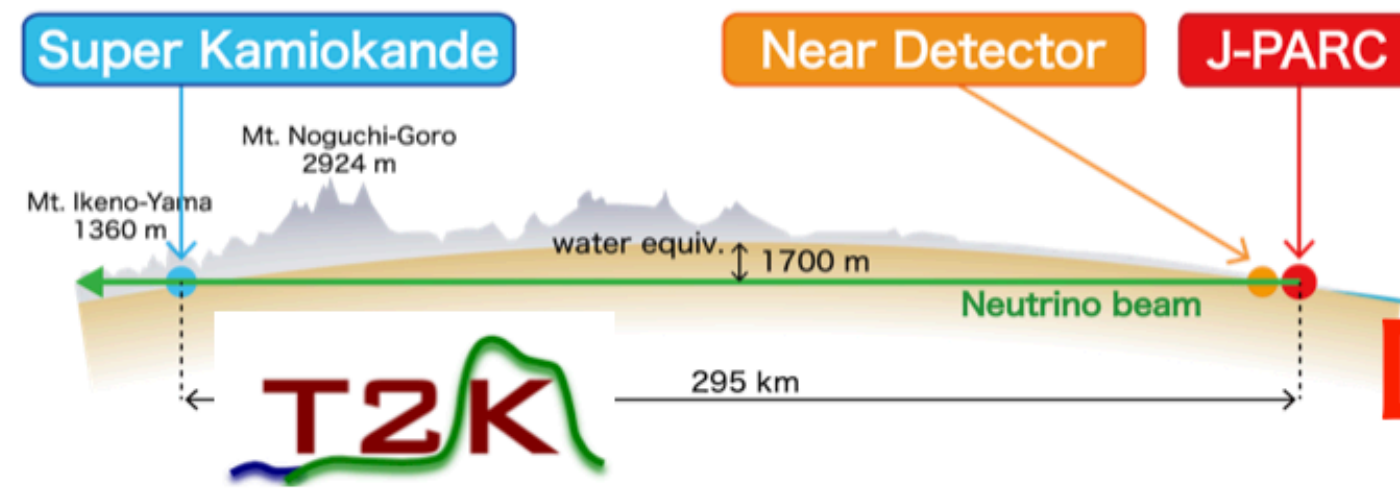 Super Kamiokande
Near Detector
J-PARC
Mt. Noguchi-Goro
2924 m
Mt. Ikeno-Yama
1360 m
water equiv.
1700 m
Neutrino beam
295 km
T2K